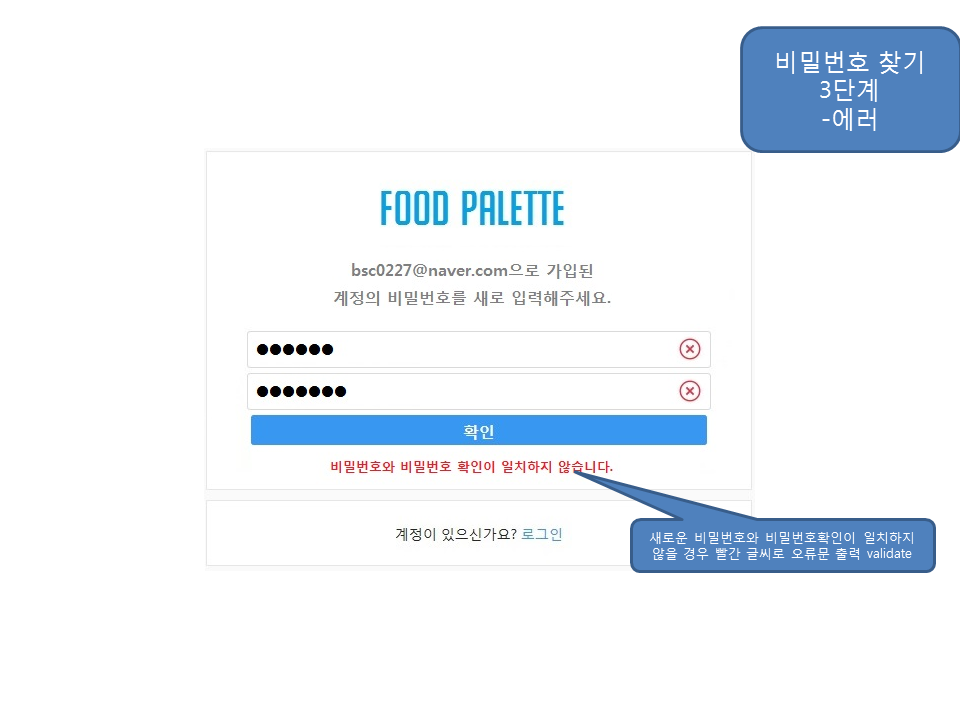 비밀번호 찾기
3단계
-에러
FOOD PALETTE
bsc0227@naver.com으로 가입된
계정의 비밀번호를 새로 입력해주세요.
확인
비밀번호와 비밀번호 확인이 일치하지 않습니다.
계정이 있으신가요? 로그인
새로운 비밀번호와 비밀번호확인이 일치하지
않을 경우 빨간 글씨로 오류문 출력 validate